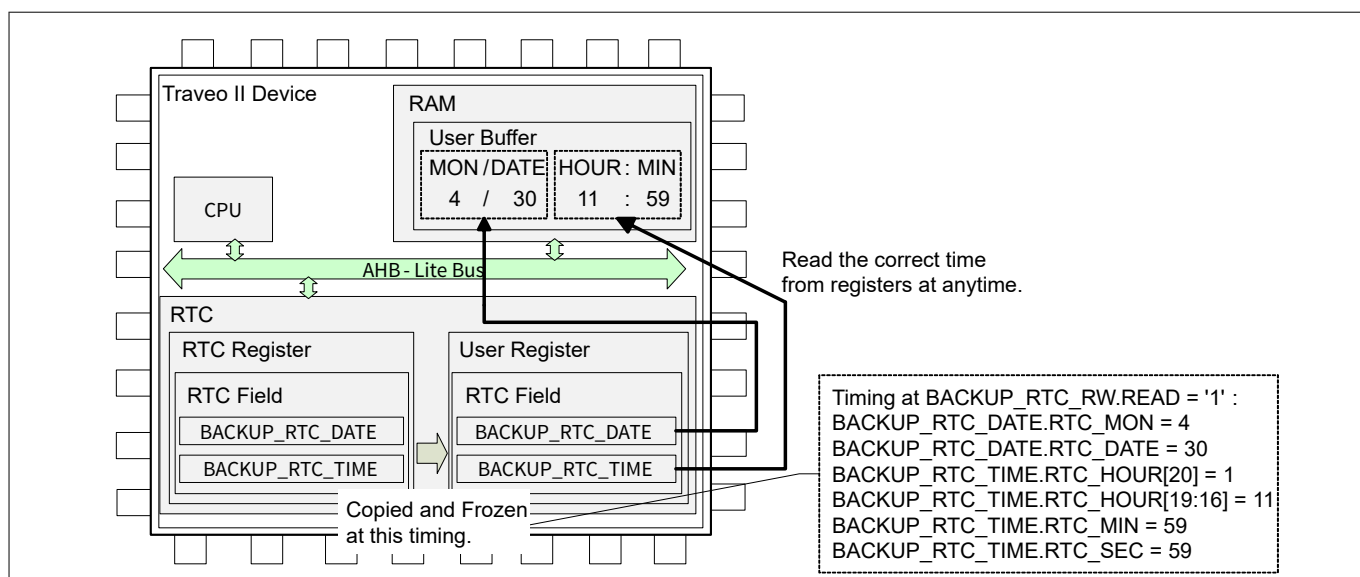 Traveo II Device
RAM
User Buffer
MON / DATE
HOUR : MIN
4 / 30
11 : 59
CPU
AHB - Lite Bus
Read the correct time
from registers at anytime.
RTC
RTC Register
User Register
RTC Field
RTC Field
BACKUP_RTC_DATE
BACKUP_RTC_DATE
BACKUP_RTC_TIME
BACKUP_RTC_TIME
Copied and Frozen
at this timing.
Timing at BACKUP_RTC_RW.READ = '1' :
BACKUP_RTC_DATE.RTC_MON = 4
BACKUP_RTC_DATE.RTC_DATE = 30
BACKUP_RTC_TIME.RTC_HOUR[20] = 1
BACKUP_RTC_TIME.RTC_HOUR[19:16] = 11
BACKUP_RTC_TIME.RTC_MIN = 59
BACKUP_RTC_TIME.RTC_SEC = 59